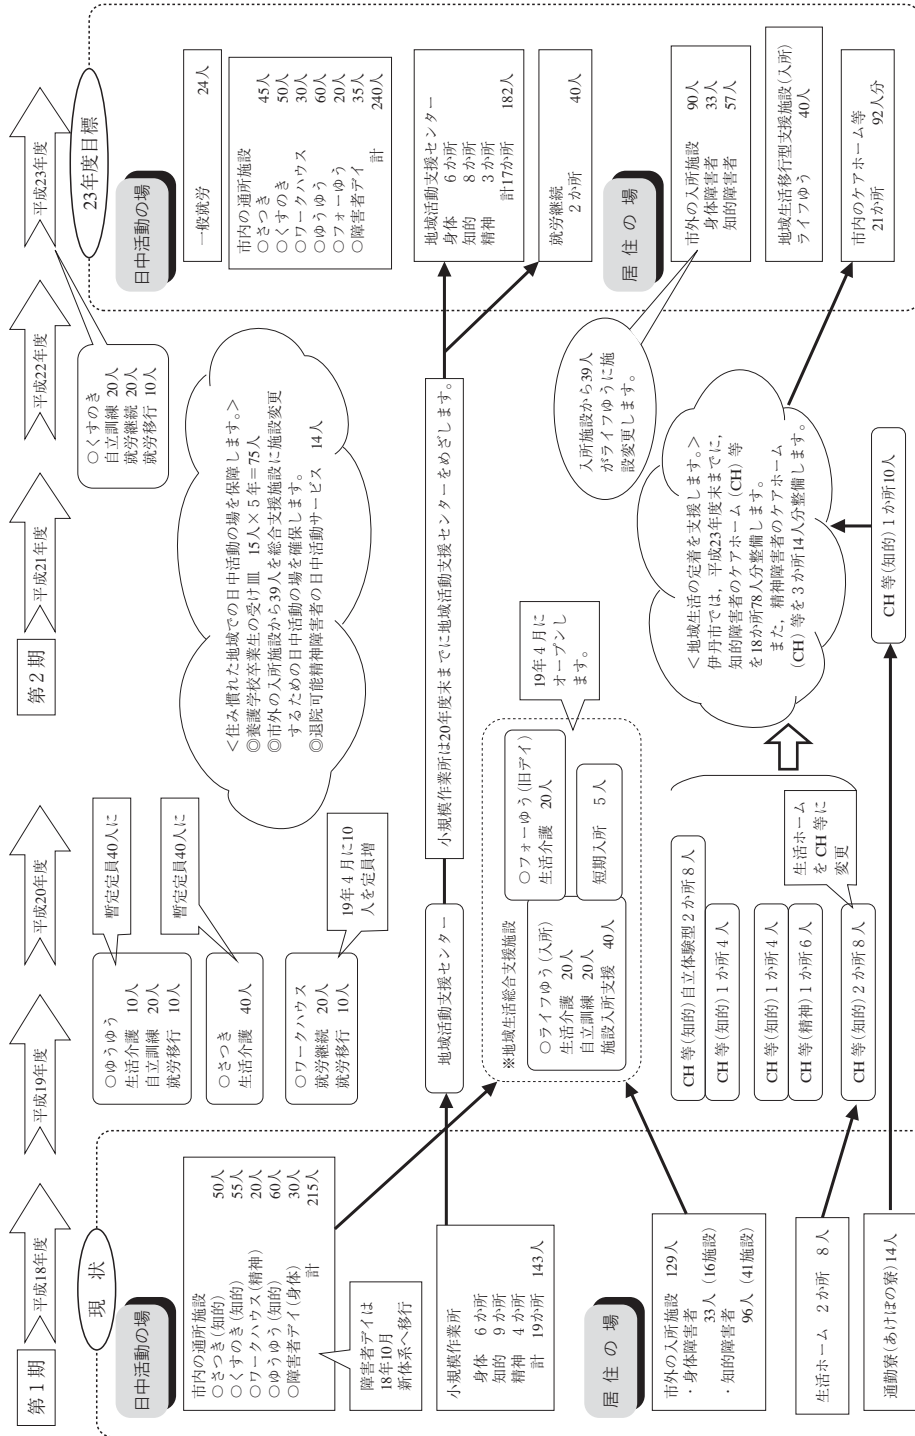 第１期
平成18年度
平成19年度
平成20年度
第２期
平成21年度
平成22年度
平成23年度
現　状
日中活動の場
市内の通所施設
○さつき(知的)　50人
○くすのき(知的)　55人
○ワークハウス(精神)　20人
○ゆうゆう(知的)　60人
○障害者デイ(身体)　30人
計　215人
障害者デイは
18年10月
新体系へ移行
小規模作業所
身体　6か所
知的　9か所
精神　4か所
計　19か所　143人
居 住 の 場
市外の入所施設　129人
・身体障害者
33人（16施設）
・知的障害者
96人（41施設）
生活ホーム　2か所　8人
通勤寮(あけぼの寮)14人
○ゆうゆう
生活介護　10人
自立訓練　20人
就労移行　10人
暫定定員40人に
○さつき
生活介護　40人
暫定定員40人に
○ワークハウス
就労継続　20人
就労移行　10人
19年４月に10
人を定員増
地域活動支援センター
小規模作業所は20年度末までに地域活動支援センターをめざします。
※地域生活総合支援施設
○ライフゆう(入所)
生活介護　20人
自立訓練　20人
施設入所支援　40人
○フォーゆう(旧デイ)
生活介護　20人
短期入所　5人
19年４月に
オープンし
ます。
CH等(知的)自立体験型２か所８人
CH等(知的)１か所４人
CH等(知的)１か所４人
CH等(精神)１か所６人
CH等(知的)２か所８人
生活ホーム
をCH等に
変更
○くすのき
自立訓練　20人
就労継続　20人
就労移行　10人
＜住み慣れた地域での日中活動の場を保障します。＞
◎養護学校卒業生の受け皿　15人×５年＝75人
◎市外の入所施設から39人を総合支援施設に施設変更
するための日中活動の場を確保します。
◎退院可能精神障害者の日中活動サービス　14人
入所施設から39人
がライフゆうに施
設変更します。
＜地域生活の定着を支援します。＞
伊丹市では，平成23年度末までに，
知的障害者のケアホーム（CH）等
を18か所78人分整備します。
また，精神障害者のケアホーム
（CH）等を３か所14人分整備します。
CH等(知的)１か所10人
23年度目標
日中活動の場
一般就労　24人
市内の通所施設
○さつき　45人
○くすのき　50人
○ワークハウス　30人
○ゆうゆう　60人
○フォーゆう　20人
○障害者デイ　35人
計　240人
地域活動支援センター
身体　6か所
知的　8か所
精神　3か所
計17か所　182人
就労継続
2か所　40人
居 住 の 場
市外の入所施設　90人
身体障害者　33人
知的障害者　57人
地域生活移行型支援施設(入所)
ライフゆう　40人
市内のケアホーム等
21か所　92人分